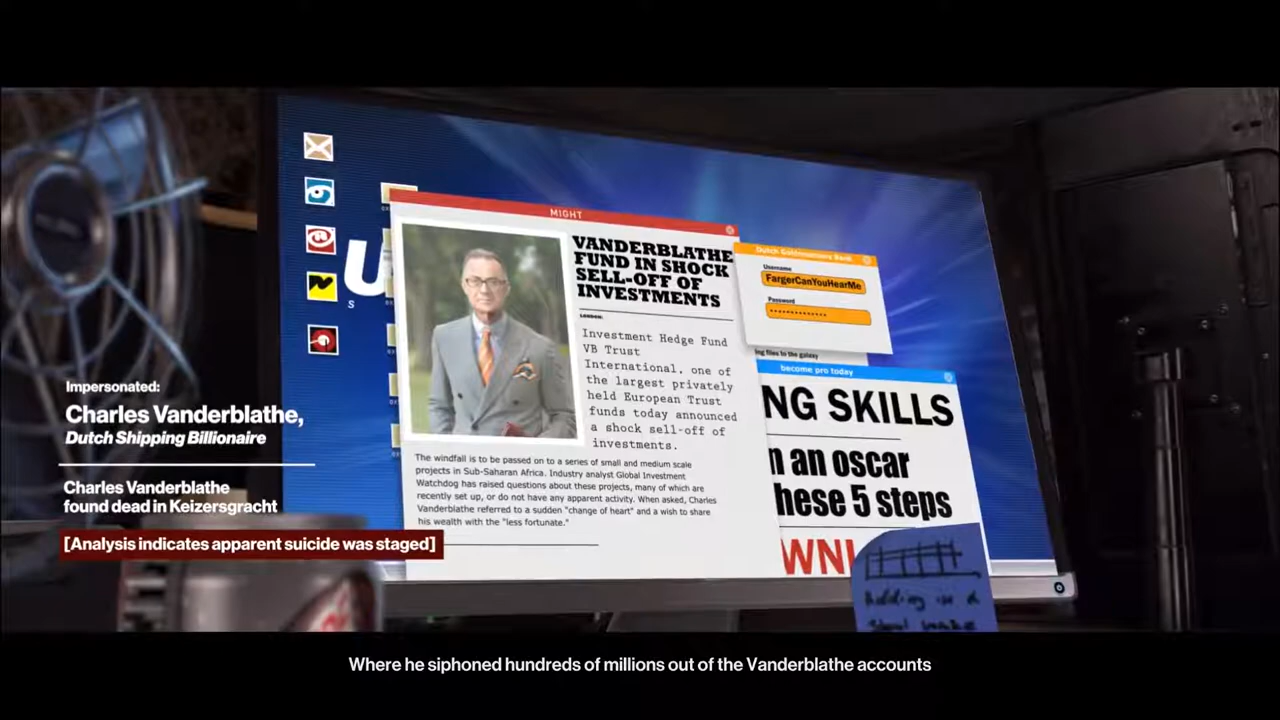 MIGHT
VANDERBLATHE
FUND IN SHOCK
SELL-OFF OF
INVESTMENTS
LONDON:
Investment Hedge Fund
VB Trust
International, one of
the largest privately
held European Trust
funds today announced
a shock sell-off of
investments.
The windfall is to be passed on to a series of small and medium scale
projects in Sub-Saharan Africa. Industry analyst Global Investment
Watchdog has raised questions about these projects, many of which are
recently set up, or do not have any apparent activity. When asked, Charles
Vanderblathe referred to a sudden "change of heart" and a wish to share
his wealth with the "less fortunate."
Username
FargerCanYouHearMe
Password
••••••••••••••
ing files to the galaxy
become pro today
NG SKILLS
n an oscar
hese 5 steps
U
S
Impersonated:
Charles Vanderblathe,
Dutch Shipping Billionaire
Charles Vanderblathe
found dead in Keizersgracht
[Analysis indicates apparent suicide was staged]
Where he siphoned hundreds of millions out of the Vanderblathe accounts